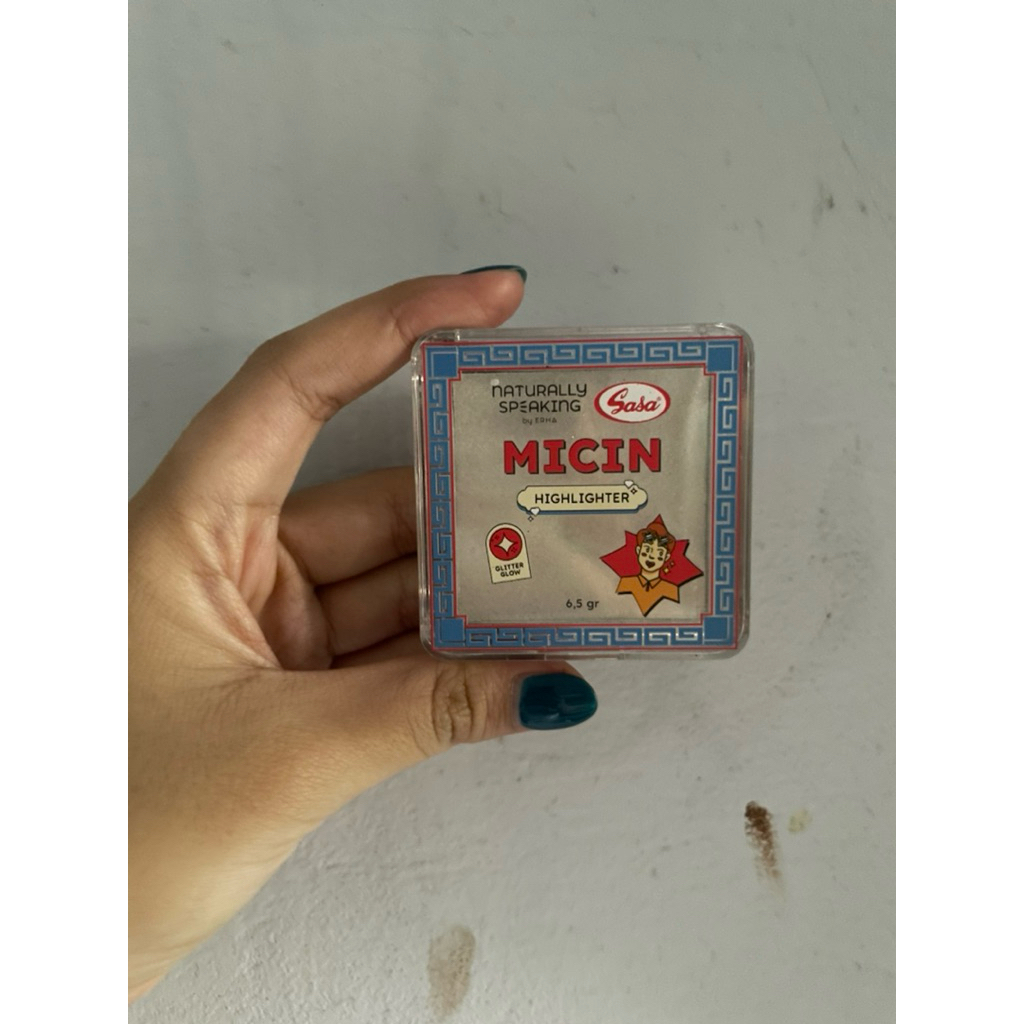 NATURALLY
SPEAKING
by ERHA
Sasa®
MICIN
HIGHLIGHTER
GLITTER
GLOW
6,5 gr